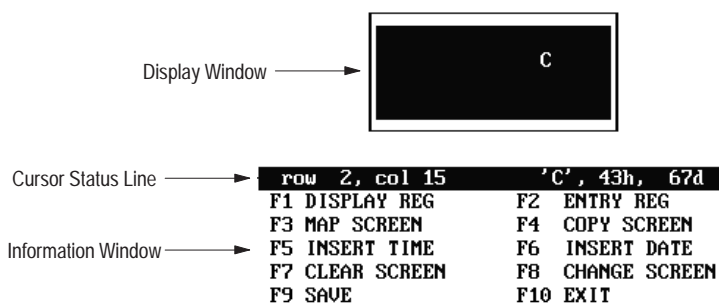 C
Display Window
Cursor Status Line
row 2, col 15 'C', 43h, 67d
F1 DISPLAY REG F2 ENTRY REG
F3 MAP SCREEN F4 COPY SCREEN
Information Window
F5 INSERT TIME F6 INSERT DATE
F7 CLEAR SCREEN F8 CHANGE SCREEN
F9 SAVE F10 EXIT